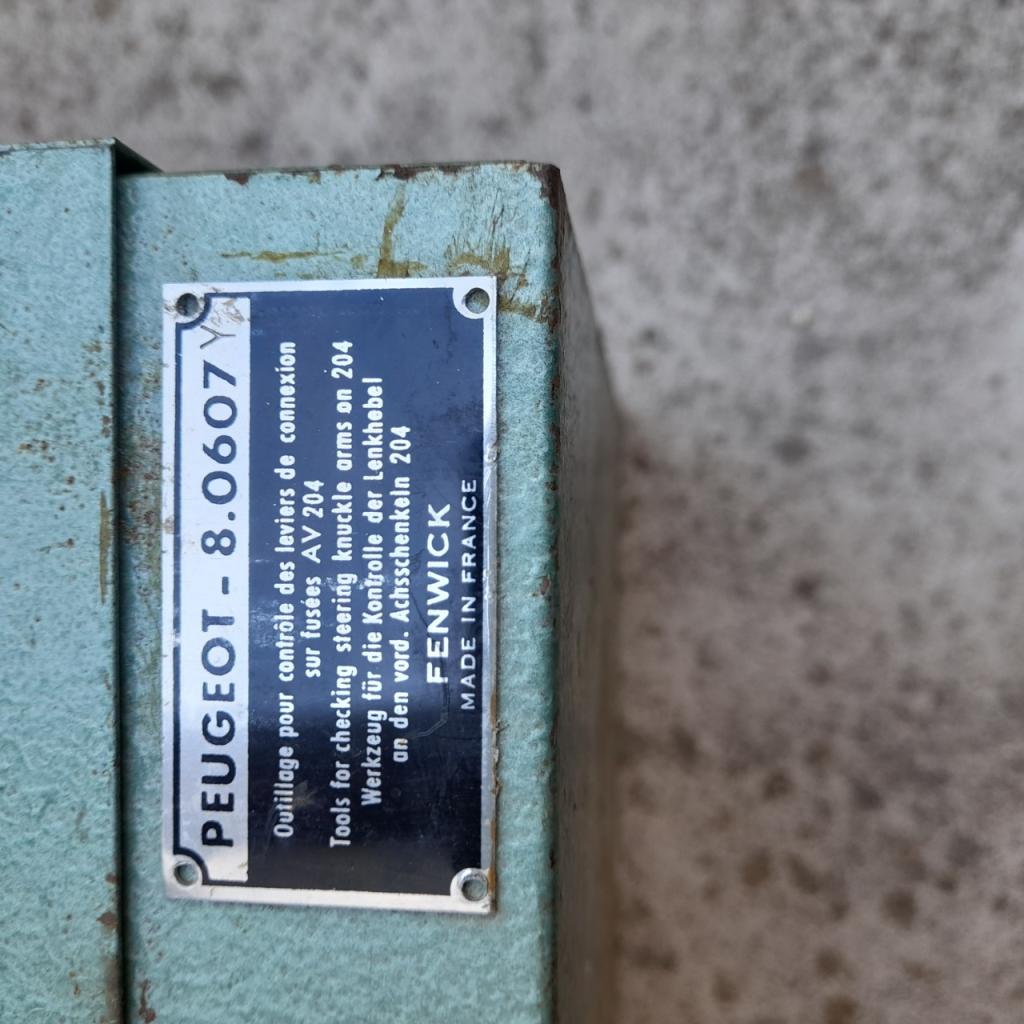 PEUGEOT - 8.0607 Y
Outillage pour contrôle des leviers de connexion
sur fusées AV 204
Tools for checking steering knuckle arms on 204
Werkzeug für die Kontrolle der Lenkhebel
an den vord. Achsschenkeln 204
FENWICK
MADE IN FRANCE